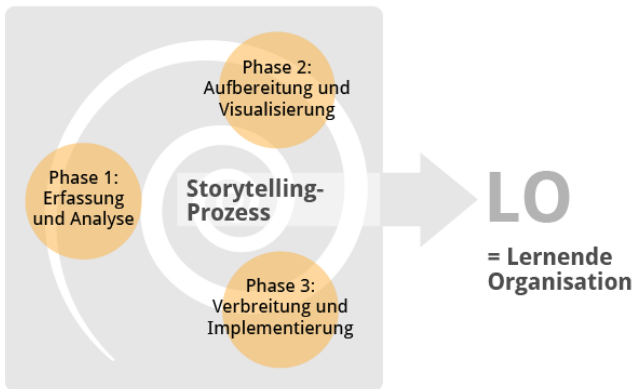 Phase 1:
Erfassung
und Analyse
Phase 2:
Aufbereitung und
Visualisierung
Storytelling-
Prozess
Phase 3:
Verbreitung und
Implementierung
LO
= Lernende
Organisation